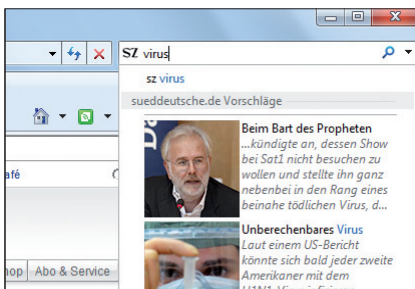 SZ virus
sz virus
sueddeutsche.de Vorschläge
Beim Bart des Propheten
...kündigte an, dessen Show
bei Sat1 nicht besuchen zu
wollen und stellte ihn ganz
nebenbei in den Rang eines
beinahe tödlichen Virus, d...
afé
Unberechenbares Virus
Laut einem US-Bericht
könnte sich bald jeder zweite
Amerikaner mit dem
hop Abo & Service